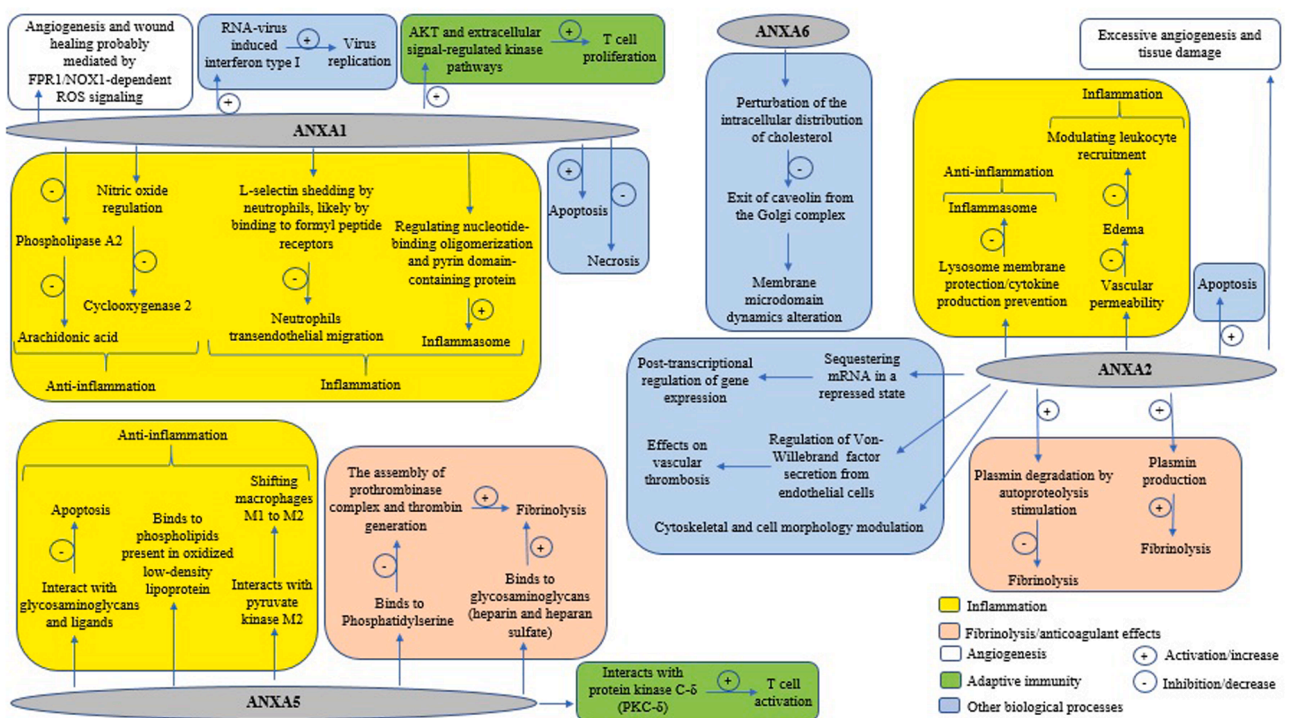 Angiogenesis and wound
healing probably
mediated by
FPR1/NOX1-dependent
ROS signaling
RNA-virus
induced
interferon type I
+
Virus
replication
+
AKT and extracellular
signal-regulated kinase
pathways
+
T cell
proliferation
+
ANXA1
-
Phospholipase A2
-
Arachidonic acid
Nitric oxide
regulation
-
Cyclooxygenase 2
Anti-inflammation
L-selectin shedding by
neutrophils, likely by
binding to formyl peptide
receptors
-
Neutrophils
transendothelial migration
Regulating nucleotide-
binding oligomerization
and pyrin domain-
containing protein
+
Inflammasome
Inflammation
+
Apoptosis
-
Necrosis
ANXA6
Perturbation of the
intracellular distribution
of cholesterol
-
Exit of caveolin from
the Golgi complex
Membrane
microdomain
dynamics alteration
Excessive angiogenesis and
tissue damage
Inflammation
Modulating leukocyte
recruitment
-
Edema
-
Vascular
permeability
Anti-inflammation
Inflammasome
-
Lysosome membrane
protection/cytokine
production prevention
Apoptosis
+
ANXA2
Post-transcriptional
regulation of gene
expression
Sequestering
mRNA in a
repressed state
Effects on
vascular
thrombosis
Regulation of Von-
Willebrand factor
secretion from
endothelial cells
Cytoskeletal and cell morphology modulation
+
Plasmin degradation by
autoproteolysis
stimulation
-
Fibrinolysis
+
Plasmin
production
+
Fibrinolysis
Anti-inflammation
Apoptosis
-
Interact with
glycosaminoglycans
and ligands
Binds to
phospholipids
present in oxidized
low-density
lipoprotein
Shifting
macrophages
M1 to M2
Interacts with
pyruvate
kinase M2
The assembly of
prothrombinase
complex and thrombin
generation
+
Fibrinolysis
-
Binds to
Phosphatidylserine
+
Binds to
glycosaminoglycans
(heparin and heparan
sulfate)
ANXA5
Interacts with
protein kinase C-δ
(PKC-δ)
+
T cell
activation
Inflammation
Fibrinolysis/anticoagulant effects
Angiogenesis
Adaptive immunity
Other biological processes
+ Activation/increase
- Inhibition/decrease